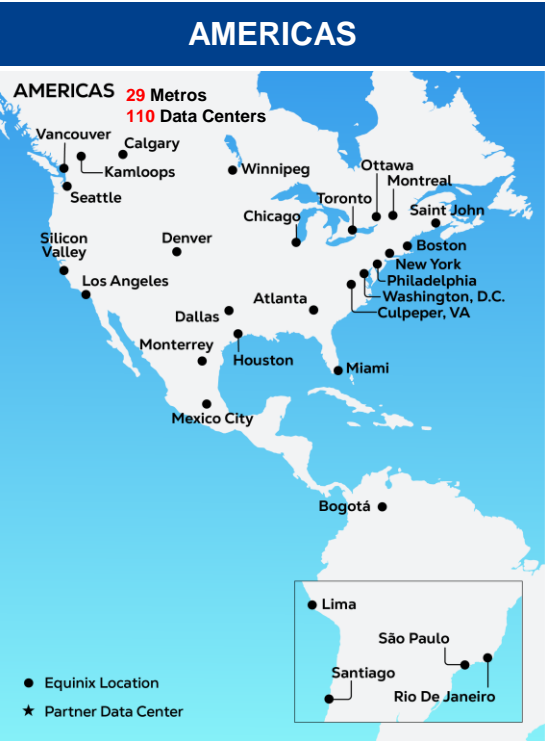 AMERICAS
AMERICAS
29 Metros
110 Data Centers
Vancouver
Calgary
Kamloops
Seattle
Winnipeg
Ottawa
Montreal
Toronto
Saint John
Chicago
Silicon
Valley
Denver
Boston
New York
Philadelphia
Washington, D.C.
Culpeper, VA
Los Angeles
Atlanta
Dallas
Monterrey
Houston
Miami
Mexico City
Bogotá
Lima
São Paulo
Santiago
Rio De Janeiro
Equinix Location
Partner Data Center